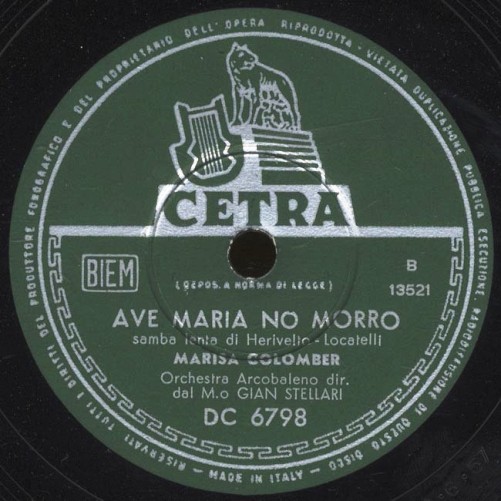 TUTTI I DIRITTI DEL PRODUTTORE FONOGRAFICO E DEL PROPRIETARIO DELL'OPERA RIPRODOTTA - VIETATA DUPLICAZIONE PUBBLICA ESECUZIONE RADIODIFFUSIONE DI QUESTO DISCO RISERVATI
CETRA
BIEM
B
13521
(DEPOS. A NORMA DI LEGGE)
AVE MARIA NO MORRO
samba lenta di Herivelto-Locatelli
MARISA COLOMBER
Orchestra Arcobaleno dir.
dal M.o GIAN STELLARI
DC 6798
- MADE IN ITALY -